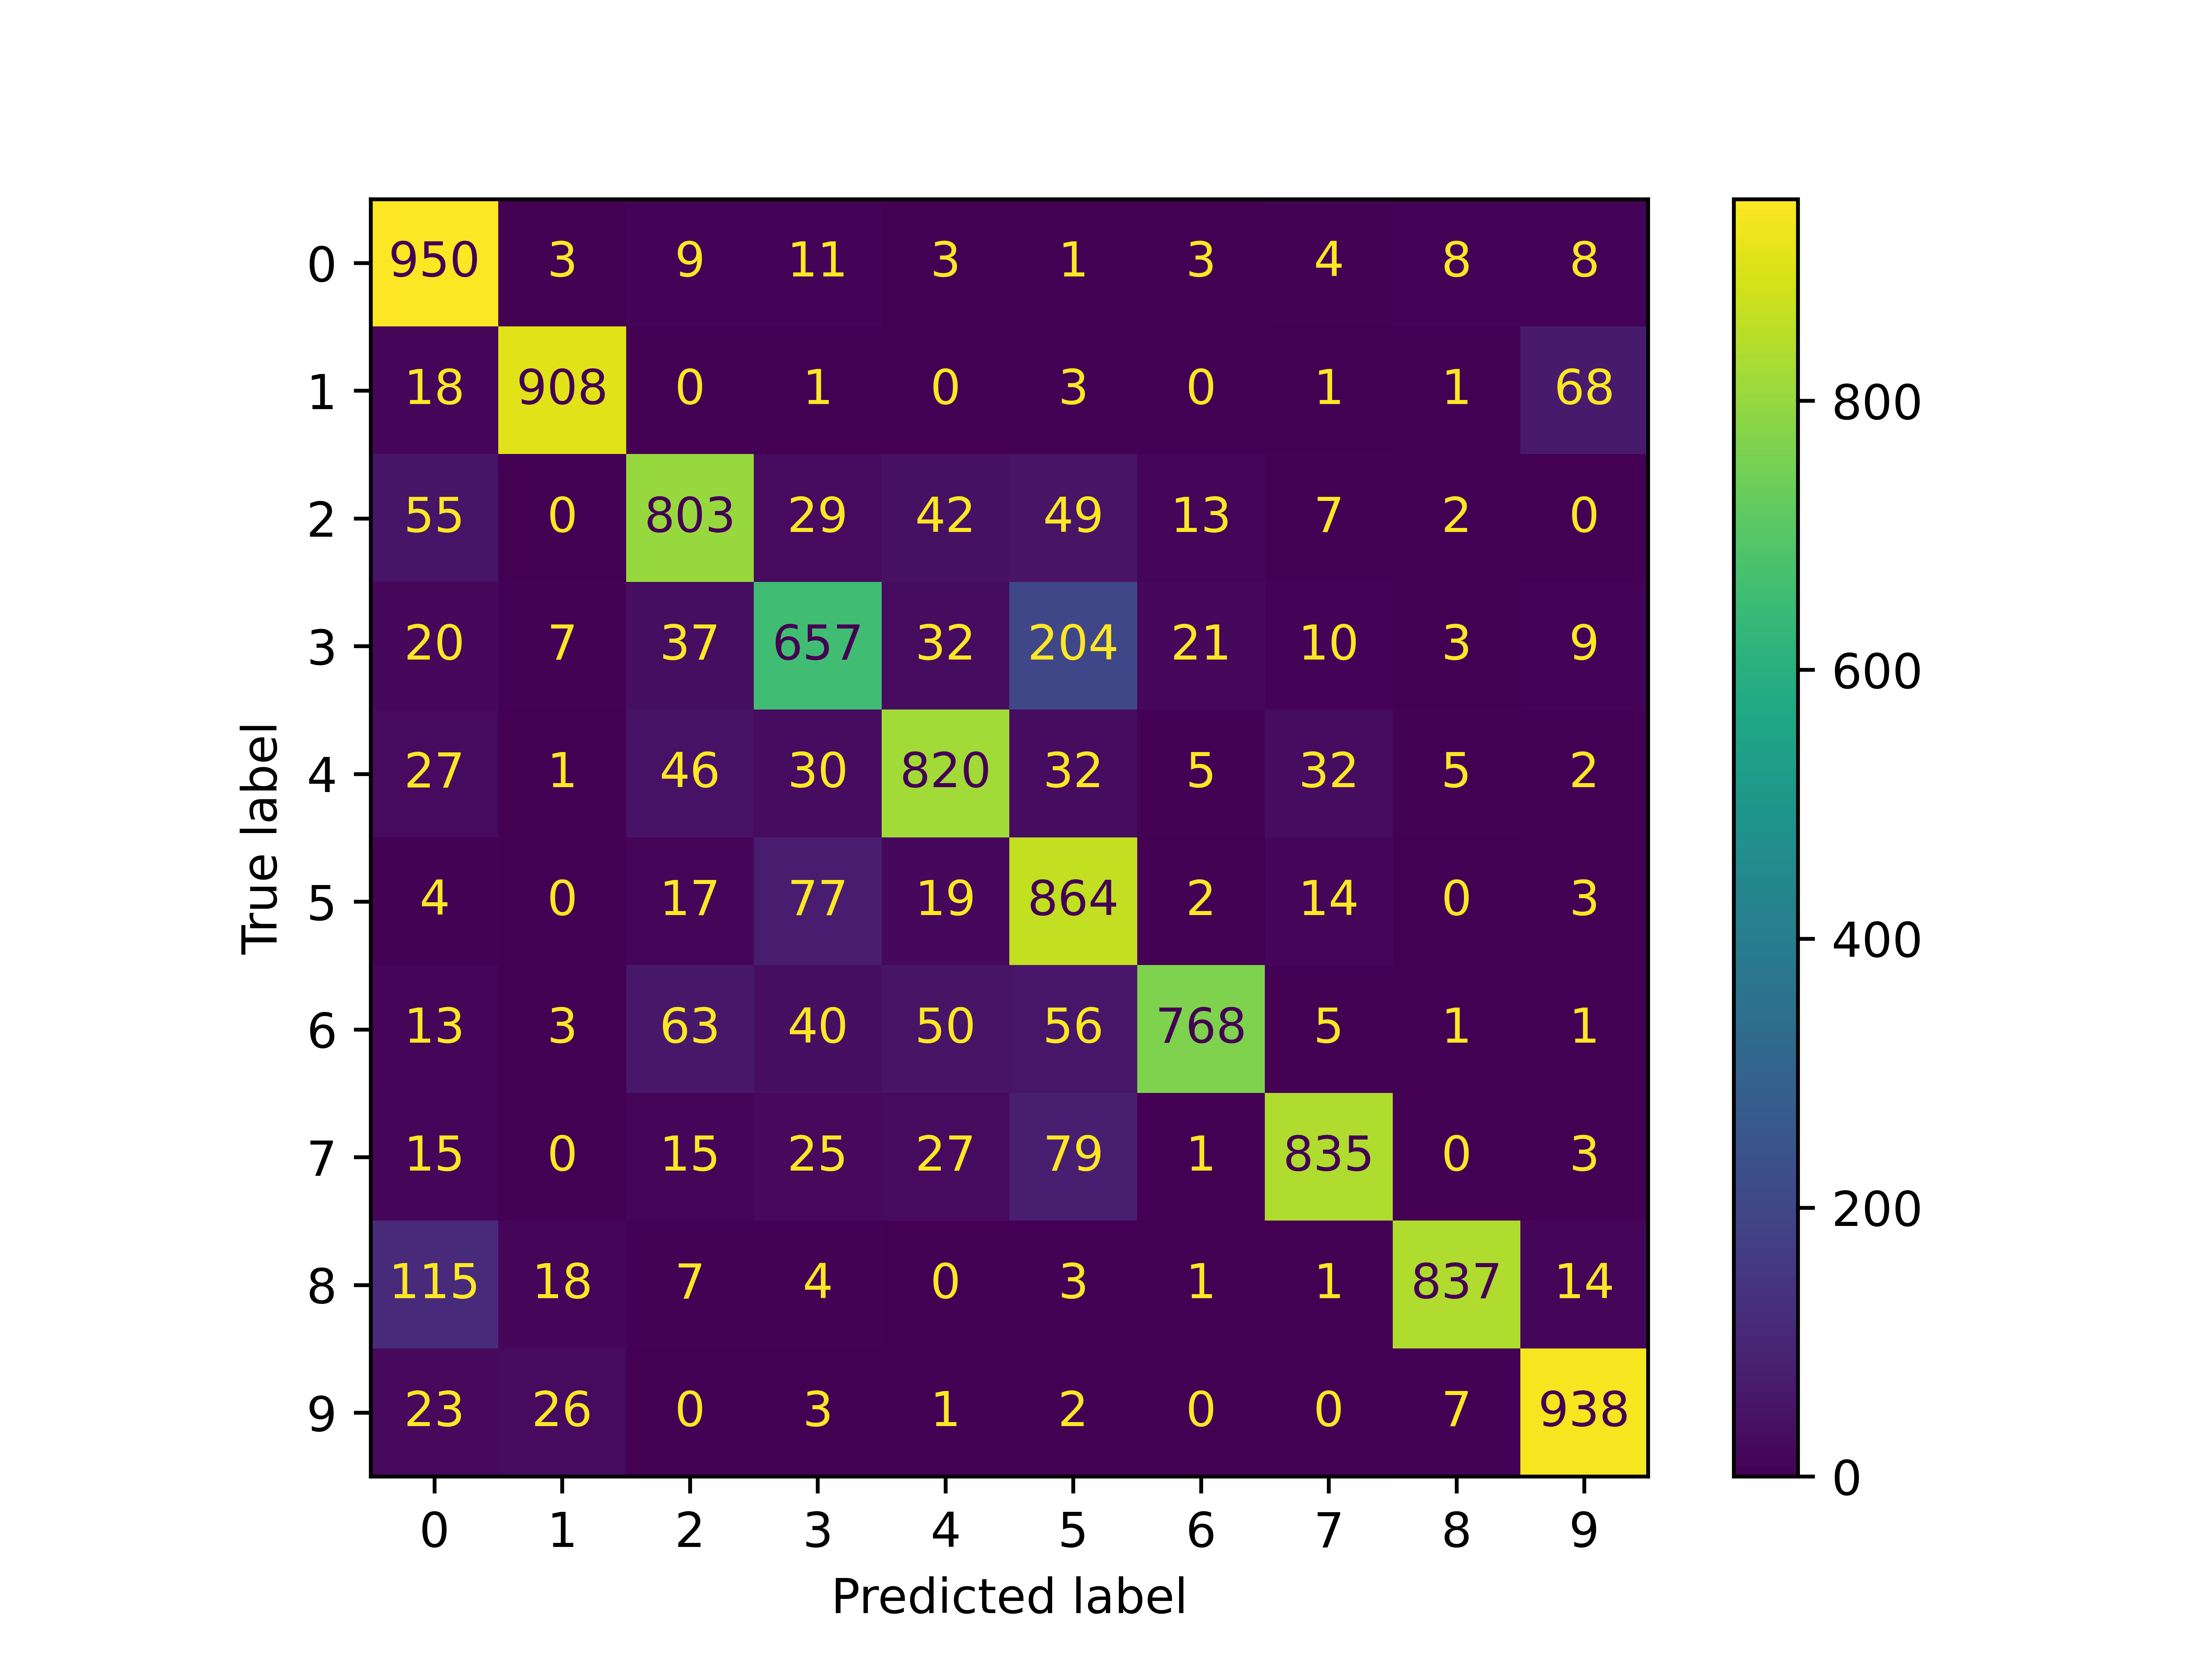 0 950 3 9 11 3 1 3 4 8 8
1 18 908 0 1 0 3 0 1 1 68
2 55 0 803 29 42 49 13 7 2 0
3 20 7 37 657 32 204 21 10 3 9
4 27 1 46 30 820 32 5 32 5 2
5 4 0 17 77 19 864 2 14 0 3
6 13 3 63 40 50 56 768 5 1 1
7 15 0 15 25 27 79 1 835 0 3
8 115 18 7 4 0 3 1 1 837 14
9 23 26 0 3 1 2 0 0 7 938
0 1 2 3 4 5 6 7 8 9
Predicted label
True label
800
600
400
200
0